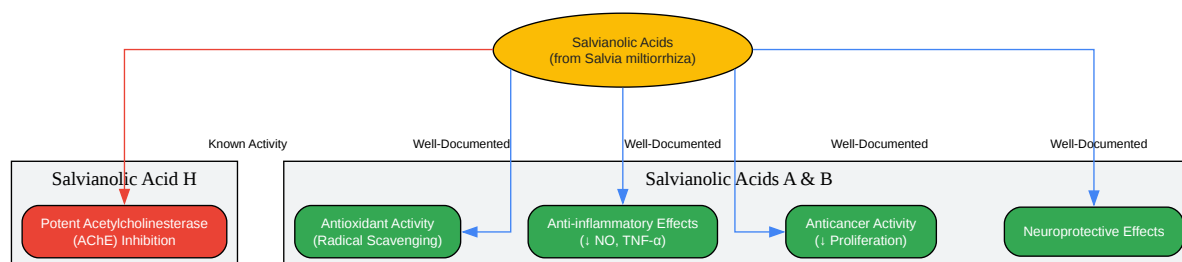 Salvianolic Acids
(from Salvia miltiorrhiza)
Known Activity
Well-Documented
Well-Documented
Well-Documented
Well-Documented
Salvianolic Acid H
Salvianolic Acids A & B
Potent Acetylcholinesterase
(AChE) Inhibition
Antioxidant Activity
(Radical Scavenging)
Anti-inflammatory Effects
(↓ NO, TNF-α)
Anticancer Activity
(↓ Proliferation)
Neuroprotective Effects